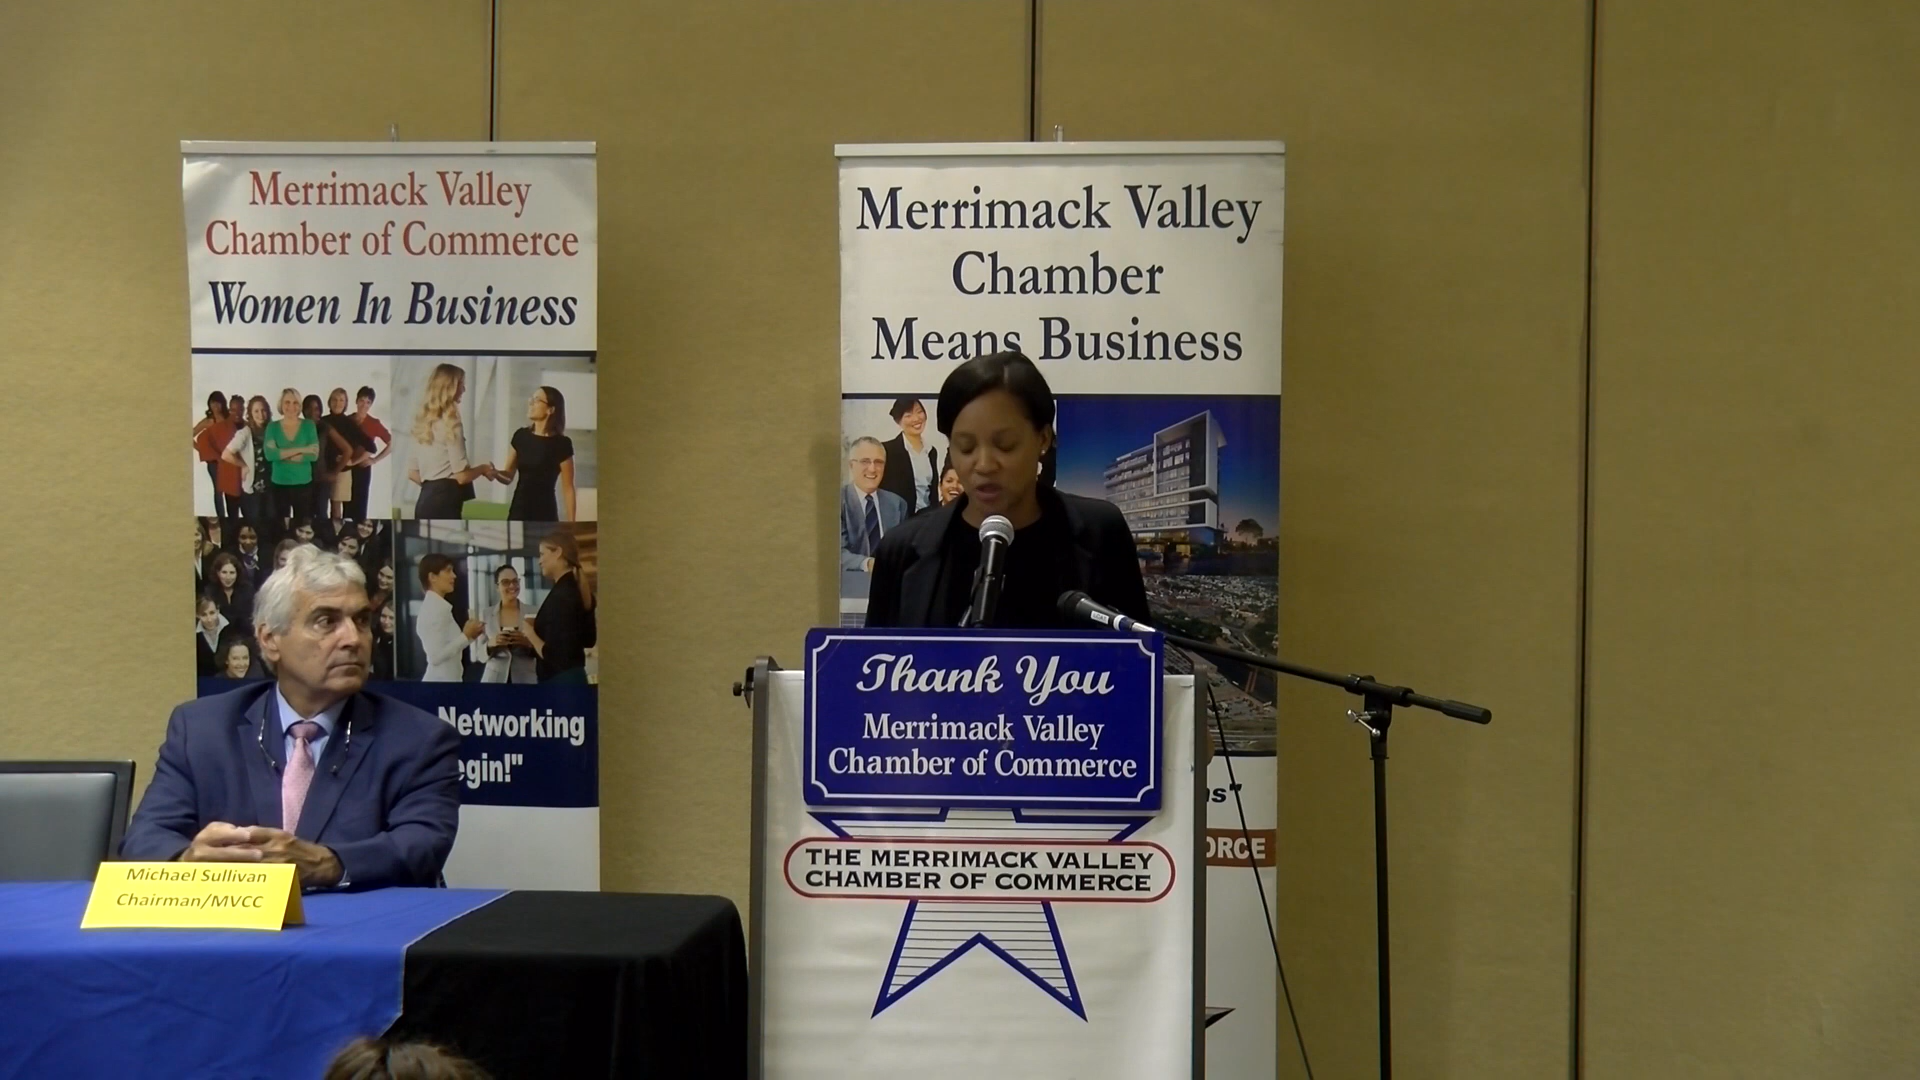 Merrimack Valley
Chamber of Commerce
Women In Business
Networking
egin!"
Merrimack Valley
Chamber
Means Business
Thank You
Merrimack Valley
Chamber of Commerce
THE MERRIMACK VALLEY
CHAMBER OF COMMERCE
ns"
ORCE
Michael Sullivan
Chairman/MVCC